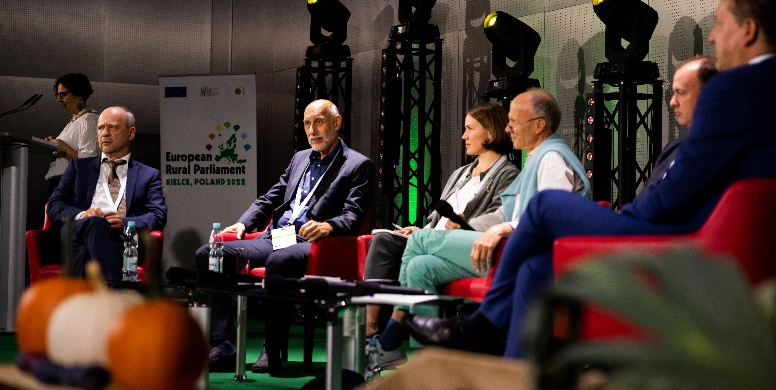 European
Rural Parliament
KIELCE, POLAND 2022